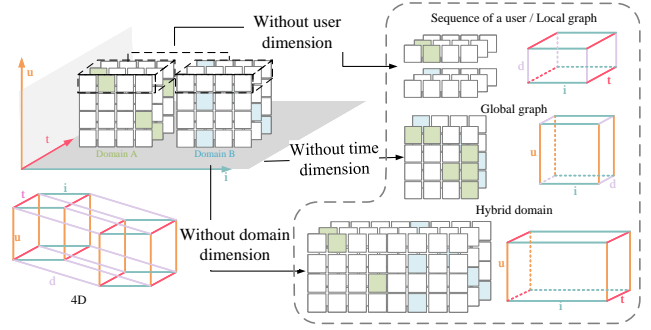 Without user
dimension
Sequence of a user / Local graph
u
d
t
i
t
Domain A
Domain B
i
Global graph
Without time
dimension
u
i
d
t
i
u
d
4D
Without domain
dimension
Hybrid domain
u
t
i